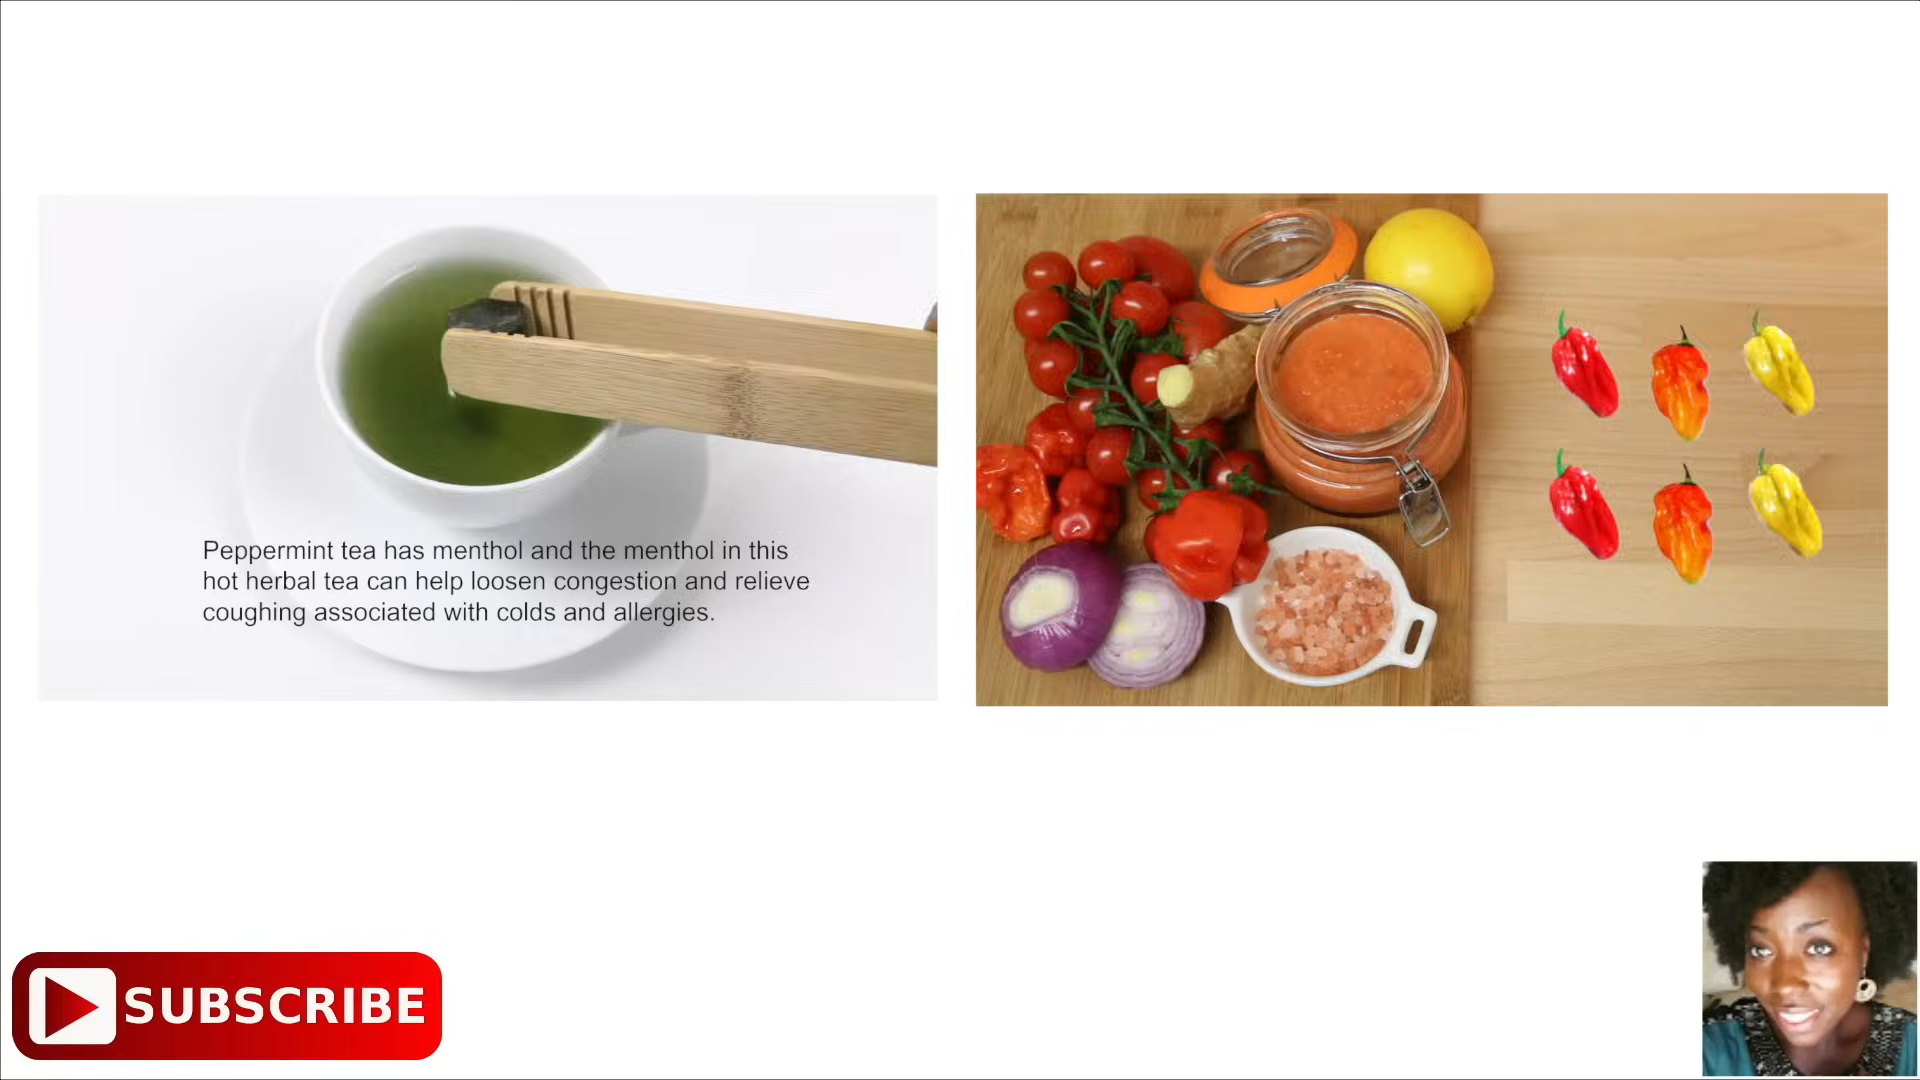 Peppermint tea has menthol and the menthol in this
hot herbal tea can help loosen congestion and relieve
coughing associated with colds and allergies.
SUBSCRIBE